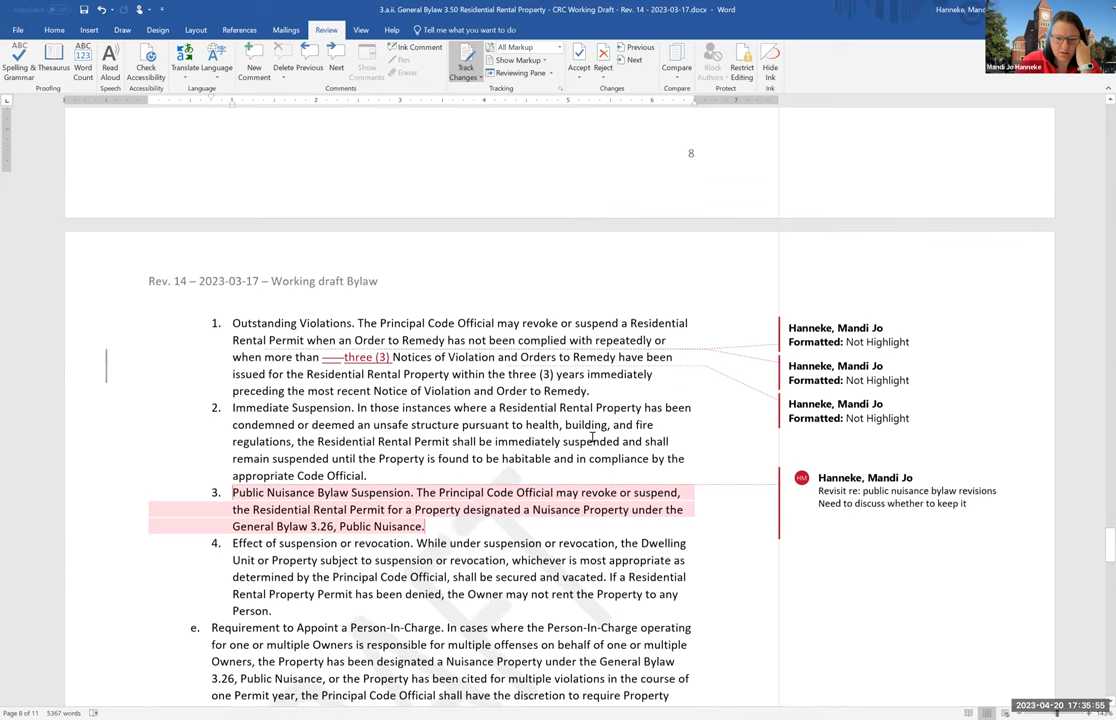 3.a.ii. General Bylaw 3.50 Residential Rental Property - CRC Working Draft - Rev. 14 - 2023-03-17.docx - Word
Hanneke, Mand
File Home Insert Draw Design Layout References Mailings Review View Help Tell me what you want to do
Spelling & Grammar
Thesaurus
Word Count
Read Aloud
Check Accessibility
Translate
Language
New Comment
Delete
Previous
Next
Show Comments
Ink Comment
Pen
Eraser
Track Changes
All Markup
Show Markup
Reviewing Pane
Accept
Reject
Previous
Next
Compare
Block Authors
Restrict Editing
Hide Ink
Proofing Speech Accessibility Language Comments Tracking Changes Compare Protect Ink
Mandi Jo Hanneke
8
Rev. 14 – 2023-03-17 – Working draft Bylaw
1. Outstanding Violations. The Principal Code Official may revoke or suspend a Residential
Rental Permit when an Order to Remedy has not been complied with repeatedly or
when more than three (3) Notices of Violation and Orders to Remedy have been
issued for the Residential Rental Property within the three (3) years immediately
preceding the most recent Notice of Violation and Order to Remedy.
2. Immediate Suspension. In those instances where a Residential Rental Property has been
condemned or deemed an unsafe structure pursuant to health, building, and fire
regulations, the Residential Rental Permit shall be immediately suspended and shall
remain suspended until the Property is found to be habitable and in compliance by the
appropriate Code Official.
3. Public Nuisance Bylaw Suspension. The Principal Code Official may revoke or suspend,
the Residential Rental Permit for a Property designated a Nuisance Property under the
General Bylaw 3.26, Public Nuisance.
4. Effect of suspension or revocation. While under suspension or revocation, the Dwelling
Unit or Property subject to suspension or revocation, whichever is most appropriate as
determined by the Principal Code Official, shall be secured and vacated. If a Residential
Rental Property Permit has been denied, the Owner may not rent the Property to any
Person.
e. Requirement to Appoint a Person-In-Charge. In cases where the Person-In-Charge operating
for one or multiple Owners is responsible for multiple offenses on behalf of one or multiple
Owners, the Property has been designated a Nuisance Property under the General Bylaw
3.26, Public Nuisance, or the Property has been cited for multiple violations in the course of
one Permit year, the Principal Code Official shall have the discretion to require Property
Hanneke, Mandi Jo
Formatted: Not Highlight
Hanneke, Mandi Jo
Formatted: Not Highlight
Hanneke, Mandi Jo
Formatted: Not Highlight
HM
Hanneke, Mandi Jo
Revisit re: public nuisance bylaw revisions
Need to discuss whether to keep it
Page 8 of 11 5367 words
2023-04-20 17:35:55